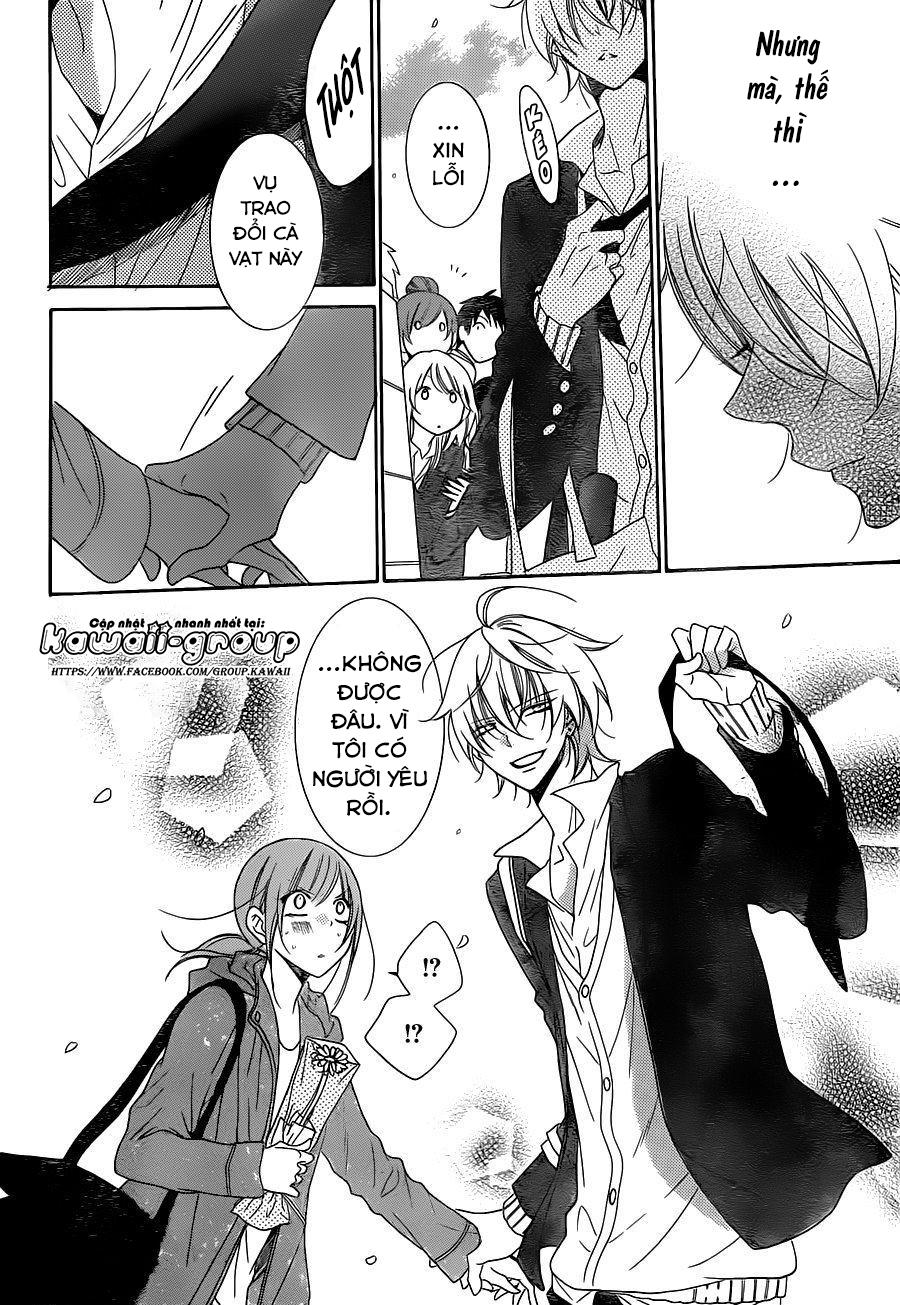 Nhưng
mà, thế
thì
...
KÉO
...
XIN
LỖI
TUỘT
VỤ
TRAO
ĐỔI CÀ
VẠT NÀY
Cập nhật nhanh nhất tại:
kawaii-group
HTTPS://WWW.FACEBOOK.COM/GROUP.KAWAII
...KHÔNG
ĐƯỢC
ĐÂU. VÌ
TÔI CÓ
NGƯỜI YÊU
RỒI.
!?
!?